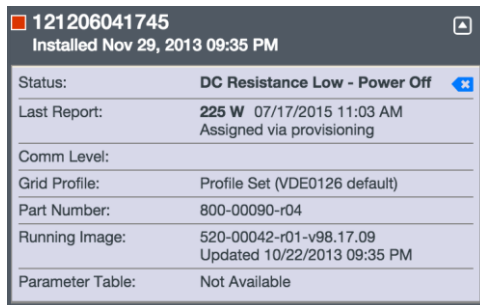 121206041745
Installed Nov 29, 2013 09:35 PM
Status: DC Resistance Low - Power Off
Last Report: 225 W 07/17/2015 11:03 AM
Assigned via provisioning
Comm Level:
Grid Profile: Profile Set (VDE0126 default)
Part Number: 800-00090-r04
Running Image: 520-00042-r01-v98.17.09
Updated 10/22/2013 09:35 PM
Parameter Table: Not Available